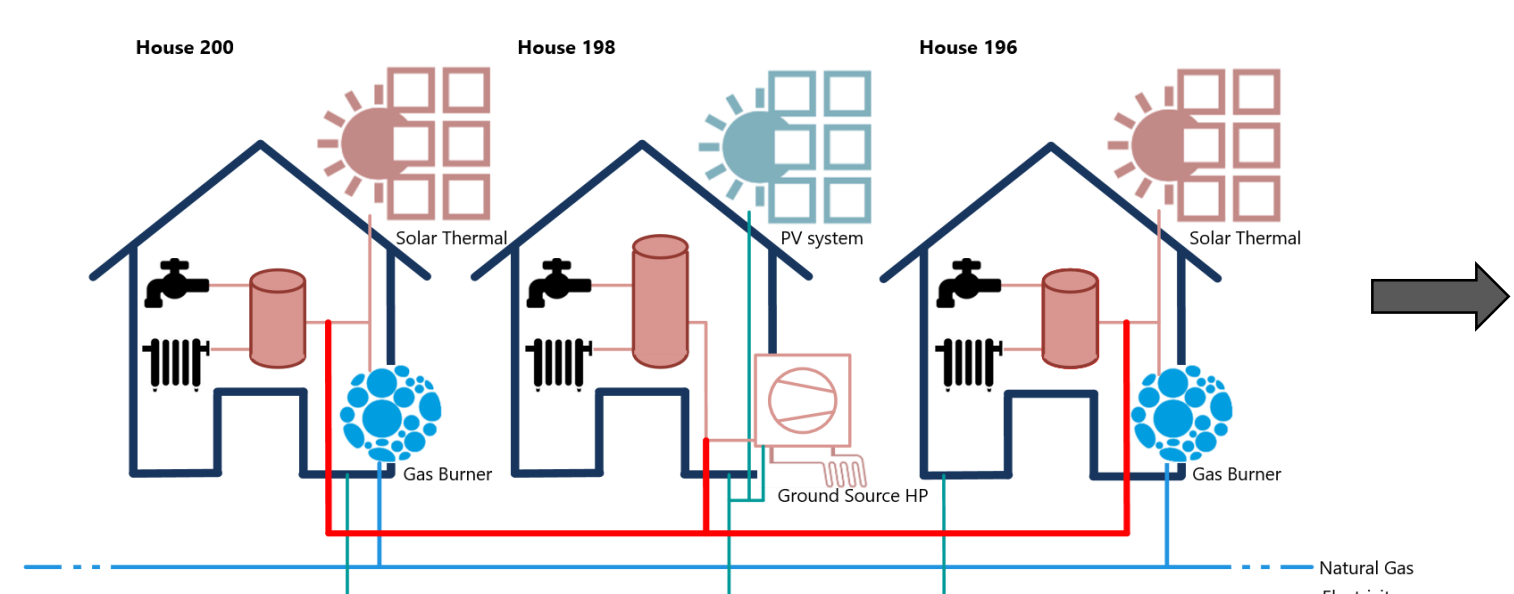 House 200
House 198
House 196
Solar Thermal
PV system
Solar Thermal
Gas Burner
Ground Source HP
Gas Burner
Natural Gas